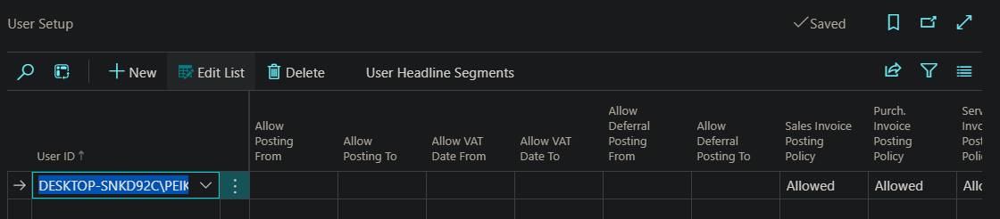 User Setup
Saved
New
Edit List
Delete
User Headline Segments
User ID
Allow
Posting
From
Allow
Posting To
Allow VAT
Date From
Allow VAT
Date To
Allow
Deferral
Posting
From
Allow
Deferral
Posting To
Sales Invoice
Posting
Policy
Purch.
Invoice
Posting
Policy
Serv
Invoi
Posti
Polic
DESKTOP-SNKD92C\PEIK
Allowed
Allowed
Allo